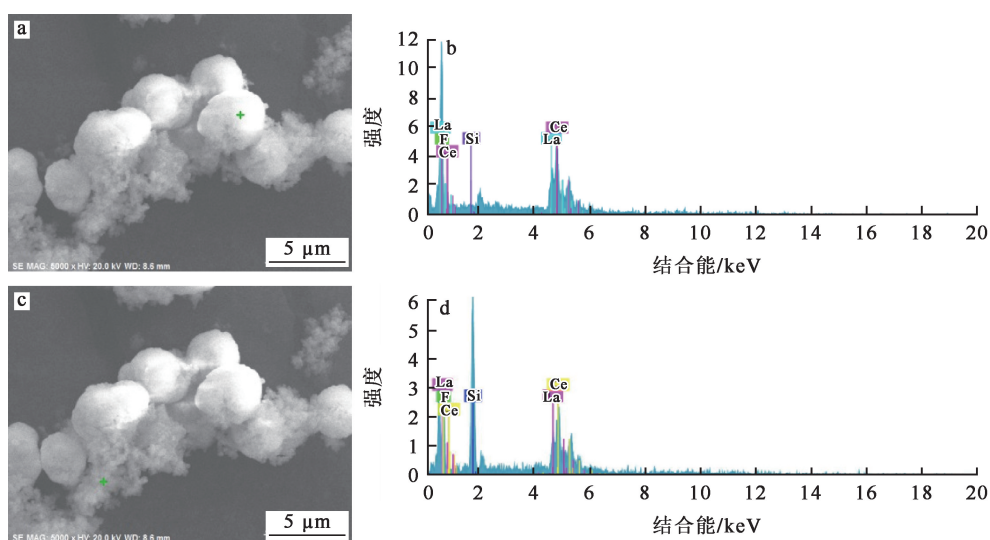 a
5 μm
SE MAG: 5000 x HV: 20.0 kV WD: 8.6 mm
b
12
10
8
6
4
2
0
强度
La
F
Ce
Si
Ce
La
0 2 4 6 8 10 12 14 16 18 20
结合能/keV
c
5 μm
SE MAG: 5000 x HV: 20.0 kV WD: 8.6 mm
d
6
5
4
3
2
1
0
强度
La
F
Ce
Si
Ce
La
0 2 4 6 8 10 12 14 16 18 20
结合能/keV